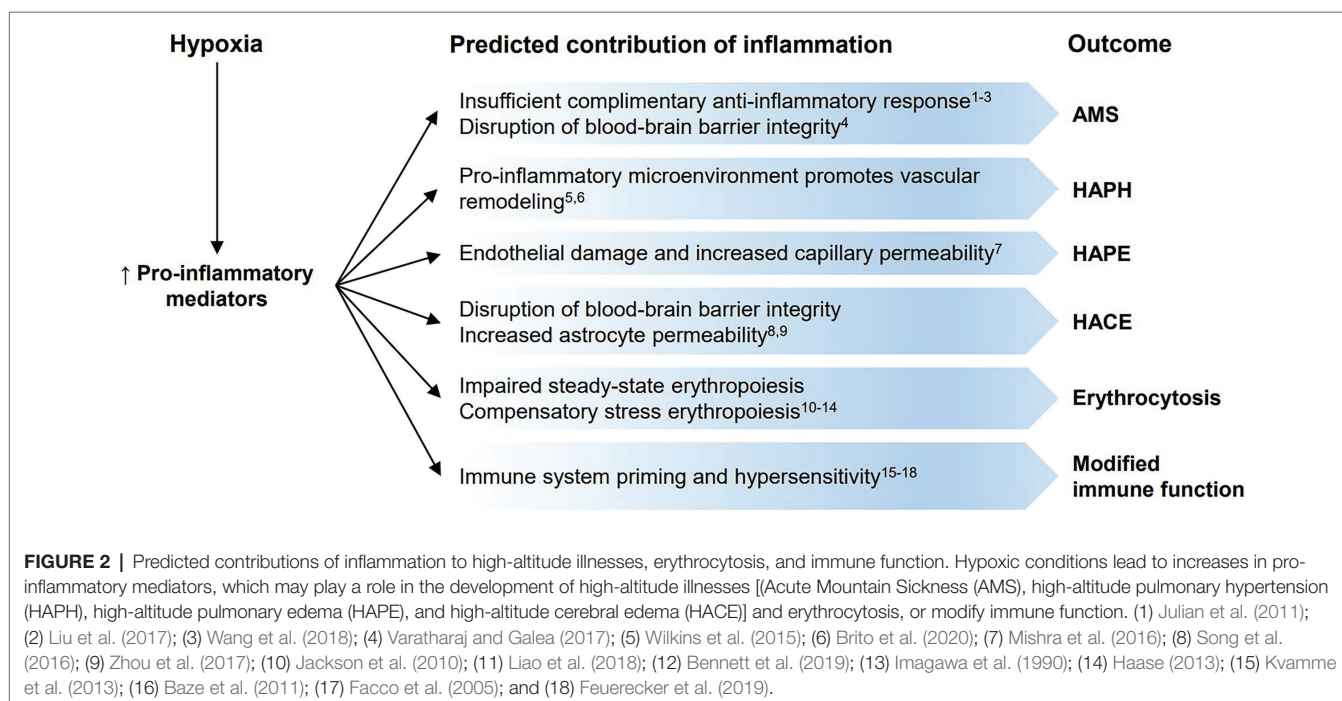 Hypoxia
Predicted contribution of inflammation
Outcome
Insufficient complimentary anti-inflammatory response1-3
Disruption of blood-brain barrier integrity4
AMS
Pro-inflammatory microenvironment promotes vascular
remodeling5,6
HAPH
Endothelial damage and increased capillary permeability7
HAPE
↑ Pro-inflammatory
mediators
Disruption of blood-brain barrier integrity
Increased astrocyte permeability8,9
HACE
Impaired steady-state erythropoiesis
Compensatory stress erythropoiesis10-14
Erythrocytosis
Immune system priming and hypersensitivity15-18
Modified
immune function
FIGURE 2 | Predicted contributions of inflammation to high-altitude illnesses, erythrocytosis, and immune function. Hypoxic conditions lead to increases in pro-
inflammatory mediators, which may play a role in the development of high-altitude illnesses [(Acute Mountain Sickness (AMS), high-altitude pulmonary hypertension
(HAPH), high-altitude pulmonary edema (HAPE), and high-altitude cerebral edema (HACE)] and erythrocytosis, or modify immune function. (1) Julian et al. (2011);
(2) Liu et al. (2017); (3) Wang et al. (2018); (4) Varatharaj and Galea (2017); (5) Wilkins et al. (2015); (6) Brito et al. (2020); (7) Mishra et al. (2016); (8) Song et al.
(2016); (9) Zhou et al. (2017); (10) Jackson et al. (2010); (11) Liao et al. (2018); (12) Bennett et al. (2019); (13) Imagawa et al. (1990); (14) Haase (2013); (15) Kvamme
et al. (2013); (16) Baze et al. (2011); (17) Facco et al. (2005); and (18) Feuerecker et al. (2019).